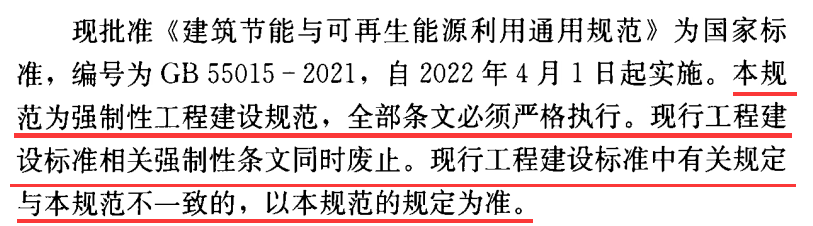 现批准《建筑节能与可再生能源利用通用规范》为国家标
准，编号为 GB 55015-2021，自 2022 年 4 月 1 日起实施。本规
范为强制性工程建设规范，全部条文必须严格执行。现行工程建
设标准相关强制性条文同时废止。现行工程建设标准中有关规定
与本规范不一致的，以本规范的规定为准。